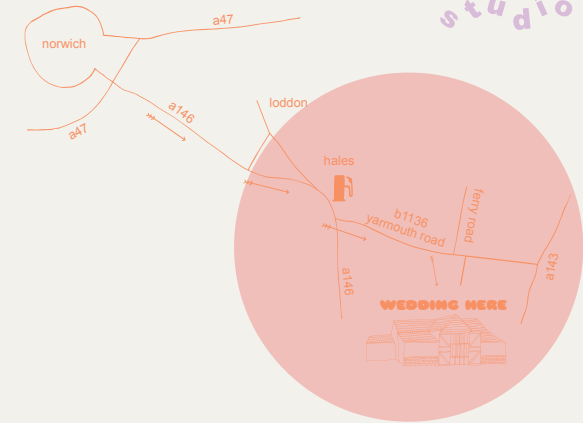 studio
a47
norwich
a47
a146
loddon
hales
b1136
yarmouth road
ferry road
a143
a146
WEDDING HERE